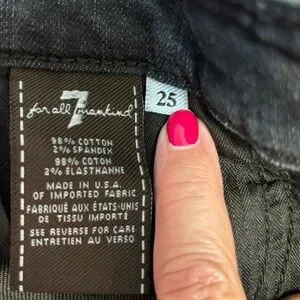 7
for all mankind
25
98% COTTON
2% SPANDEX
98% COTON
2% ÉLASTHANNE
MADE IN U.S.A.
OF IMPORTED FABRIC
FABRIQUÉ AUX ÉTATS-UNIS
DE TISSU IMPORTÉ
SEE REVERSE FOR CARE
ENTRETIEN AU VERSO